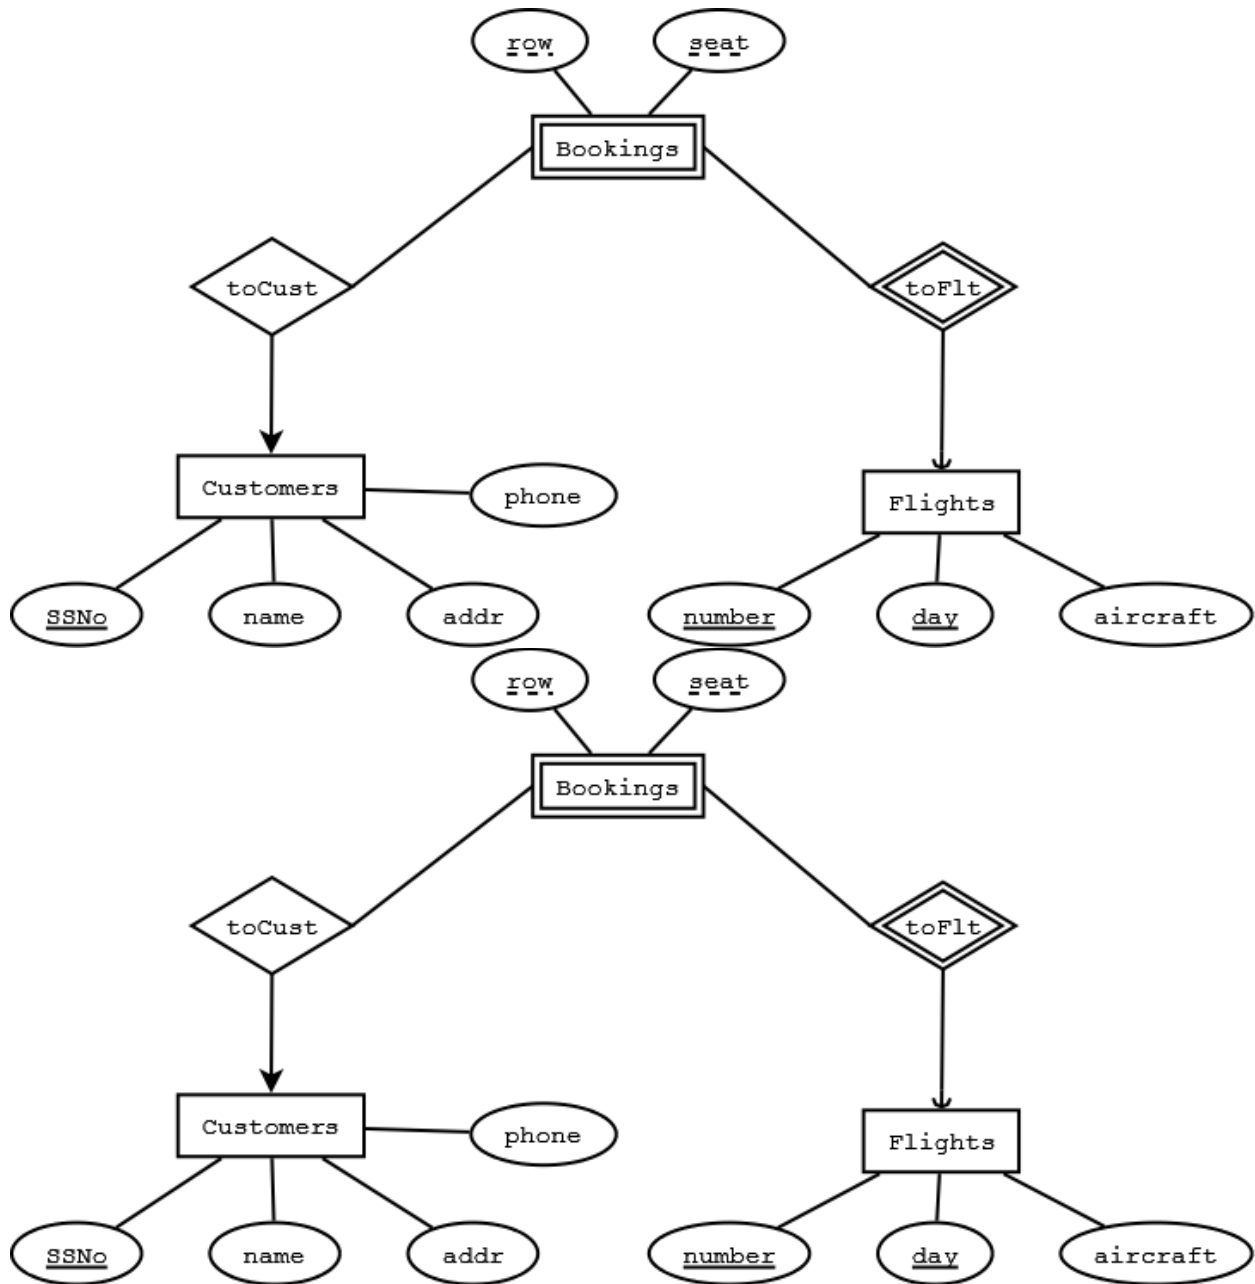 row seat
Bookings
toCust toFlt
Customers phone Flights
SSNo name addr number day aircraft
row seat
Bookings
toCust toFlt
Customers phone Flights
SSNo name addr number day aircraft